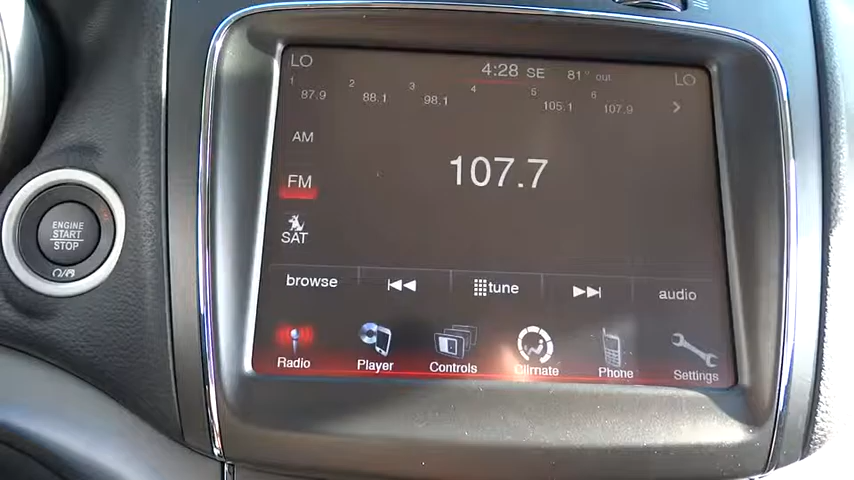 LO 4:28 SE 81° out LO
1 87.9 2 88.1 3 98.1 4 5 105.1 6 107.9
AM
107.7
FM
SAT
ENGINE
START
STOP
browse tune audio
Radio Player Controls Climate Phone Settings